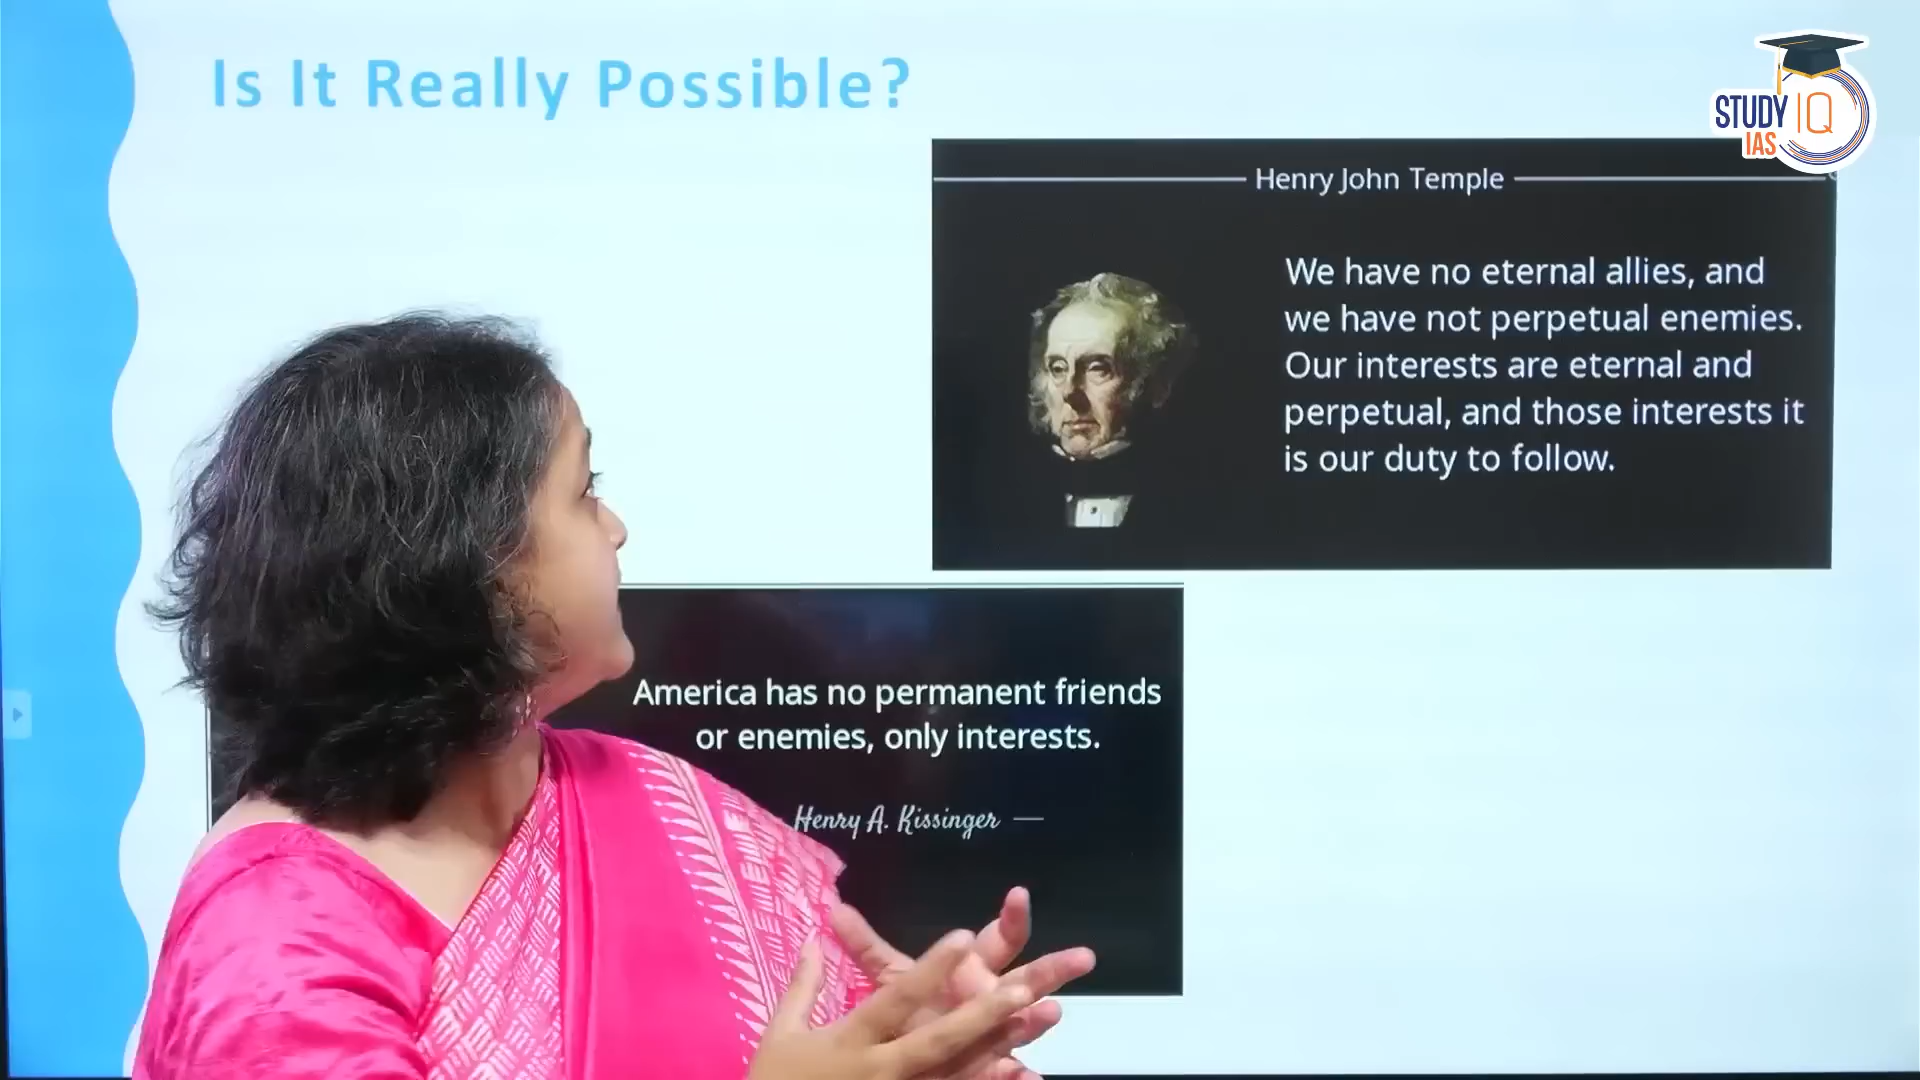 Is It Really Possible?
STUDY IQ
IAS
Henry John Temple
We have no eternal allies, and
we have not perpetual enemies.
Our interests are eternal and
perpetual, and those interests it
is our duty to follow.
America has no permanent friends
or enemies, only interests.
Henry A. Kissinger